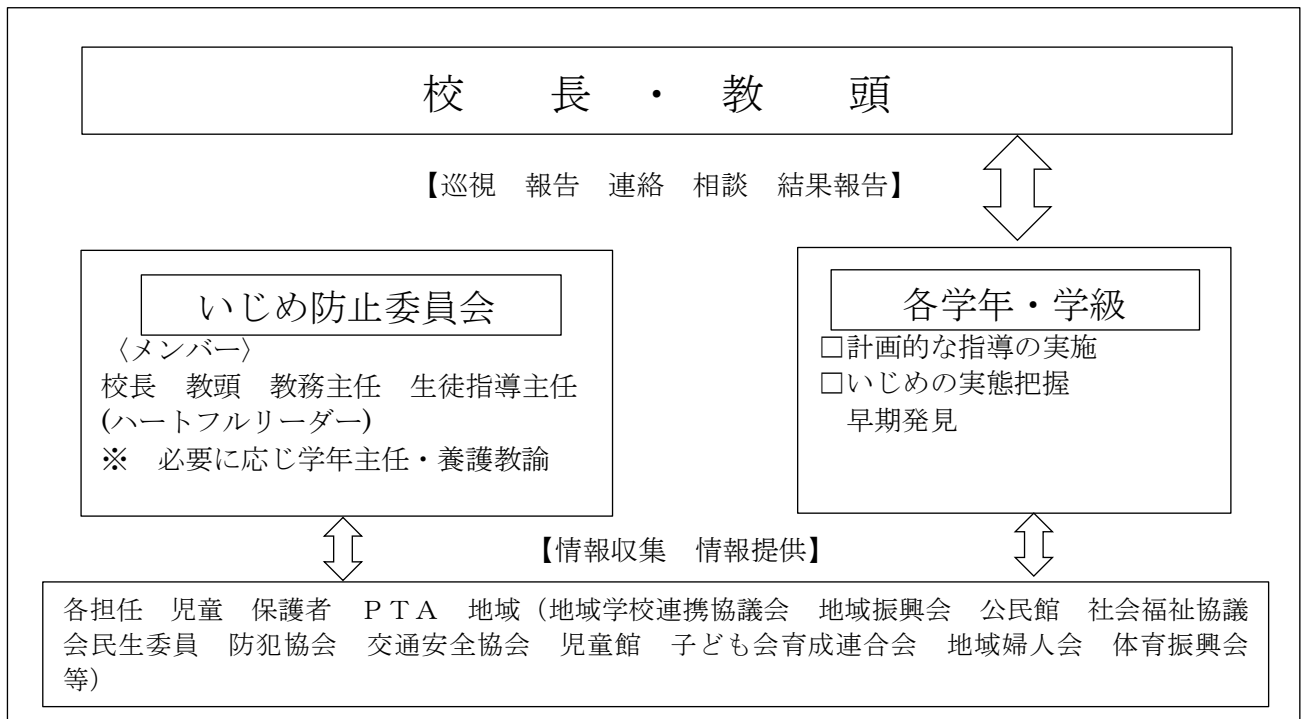 校　長・教　頭
【巡視　報告　連絡　相談　結果報告】
いじめ防止委員会
〈メンバー〉
校長　教頭　教務主任　生徒指導主任
(ハートフルリーダー)
※　必要に応じ学年主任・養護教諭
各学年・学級
□計画的な指導の実施
□いじめの実態把握
早期発見
【情報収集　情報提供】
各担任　児童　保護者　ＰＴＡ　地域（地域学校連携協議会　地域振興会　公民館　社会福祉協議
会民生委員　防犯協会　交通安全協会　児童館　子ども会育成連合会　地域婦人会　体育振興会
等）